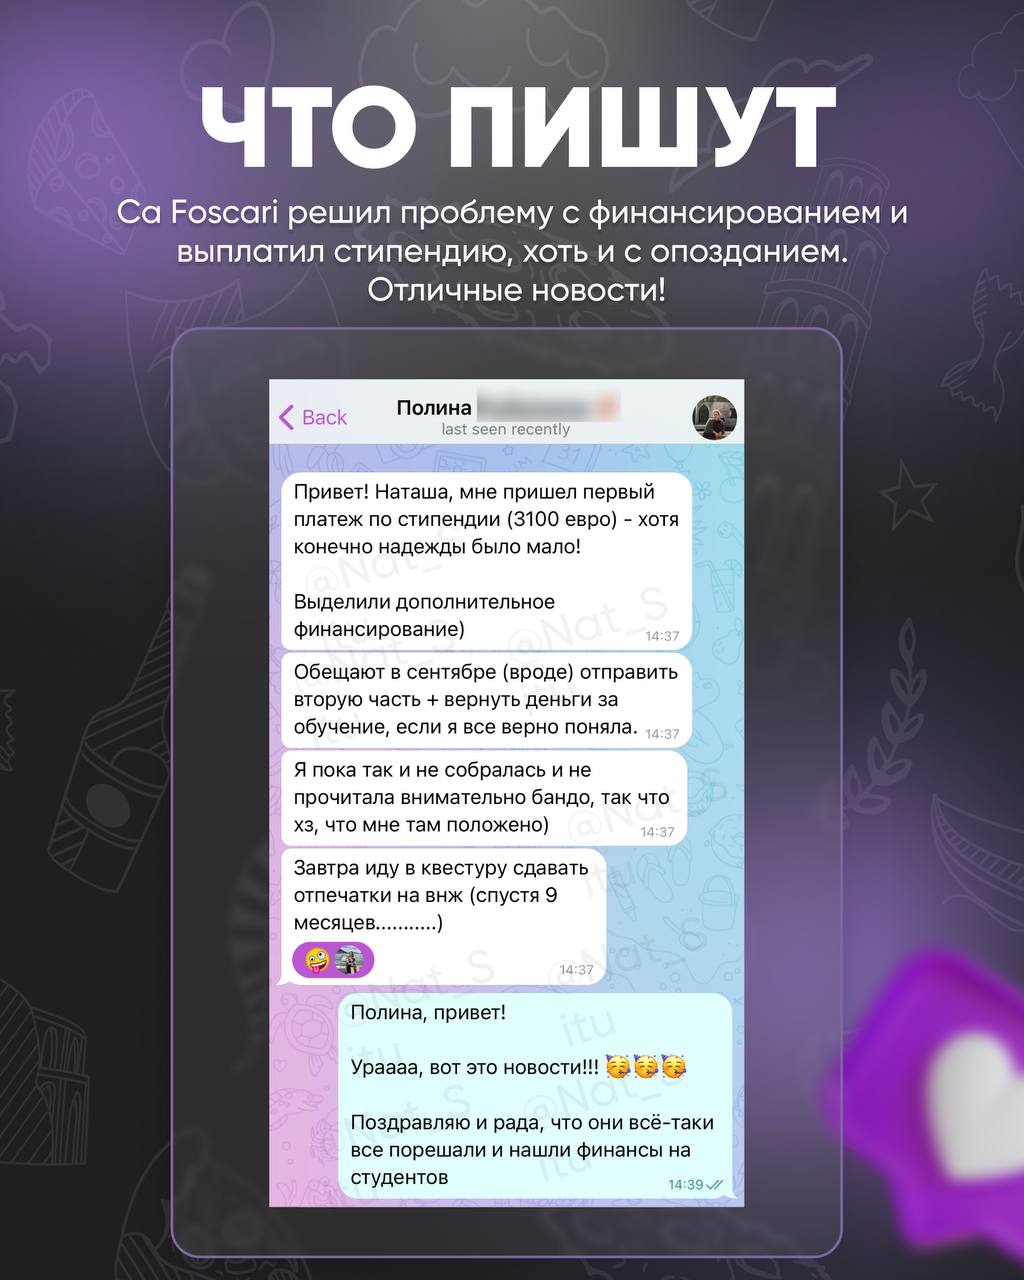 ЧТО ПИШУТ
Ca Foscari решил проблему с финансированием и
выплатил стипендию, хоть и с опозданием.
Отличные новости!
Back
Полина
last seen recently
Привет! Наташа, мне пришел первый
платеж по стипендии (3100 евро) - хотя
конечно надежды было мало!
Выделили дополнительное
финансирование)
14:37
Обещают в сентябре (вроде) отправить
вторую часть + вернуть деньги за
обучение, если я все верно поняла.
14:37
Я пока так и не собралась и не
прочитала внимательно бандо, так что
хз, что мне там положено)
14:37
Завтра иду в квестуру сдавать
отпечатки на внж (спустя 9
месяцев...........)
🤪
14:37
Полина, привет!
Ураааа, вот это новости!!! 🥳🥳🥳
Поздравляю и рада, что они всё-таки
все порешали и нашли финансы на
студентов
14:39
@Nat_S
itu